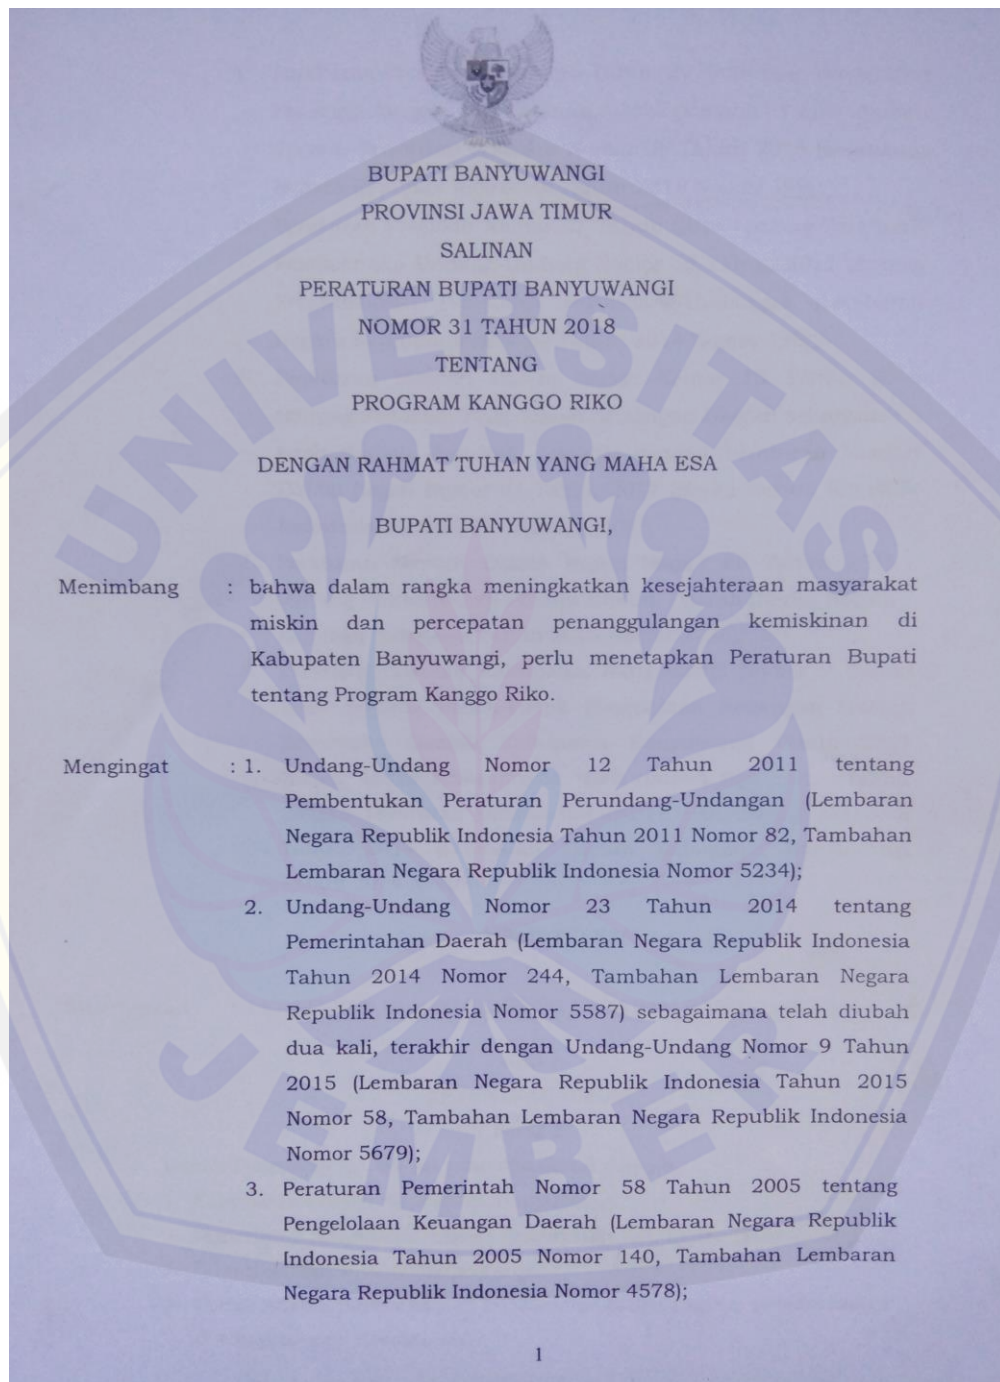 BUPATI BANYUWANGI
PROVINSI JAWA TIMUR
SALINAN
PERATURAN BUPATI BANYUWANGI
NOMOR 31 TAHUN 2018
TENTANG
PROGRAM KANGGO RIKO
DENGAN RAHMAT TUHAN YANG MAHA ESA
BUPATI BANYUWANGI,
Menimbang : bahwa dalam rangka meningkatkan kesejahteraan masyarakat
miskin dan percepatan penanggulangan kemiskinan di
Kabupaten Banyuwangi, perlu menetapkan Peraturan Bupati
tentang Program Kanggo Riko.
Mengingat : 1. Undang-Undang Nomor 12 Tahun 2011 tentang
Pembentukan Peraturan Perundang-Undangan (Lembaran
Negara Republik Indonesia Tahun 2011 Nomor 82, Tambahan
Lembaran Negara Republik Indonesia Nomor 5234);
2. Undang-Undang Nomor 23 Tahun 2014 tentang
Pemerintahan Daerah (Lembaran Negara Republik Indonesia
Tahun 2014 Nomor 244, Tambahan Lembaran Negara
Republik Indonesia Nomor 5587) sebagaimana telah diubah
dua kali, terakhir dengan Undang-Undang Nomor 9 Tahun
2015 (Lembaran Negara Republik Indonesia Tahun 2015
Nomor 58, Tambahan Lembaran Negara Republik Indonesia
Nomor 5679);
3. Peraturan Pemerintah Nomor 58 Tahun 2005 tentang
Pengelolaan Keuangan Daerah (Lembaran Negara Republik
Indonesia Tahun 2005 Nomor 140, Tambahan Lembaran
Negara Republik Indonesia Nomor 4578);
1
UNIVERSITAS
JEMBER